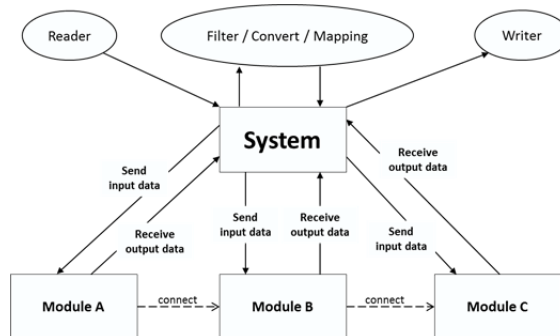 Reader
Filter / Convert / Mapping
Writer
System
Send
input data
Receive
output data
Send
input data
Receive
output data
Send
input data
Receive
output data
Module A
connect
Module B
connect
Module C